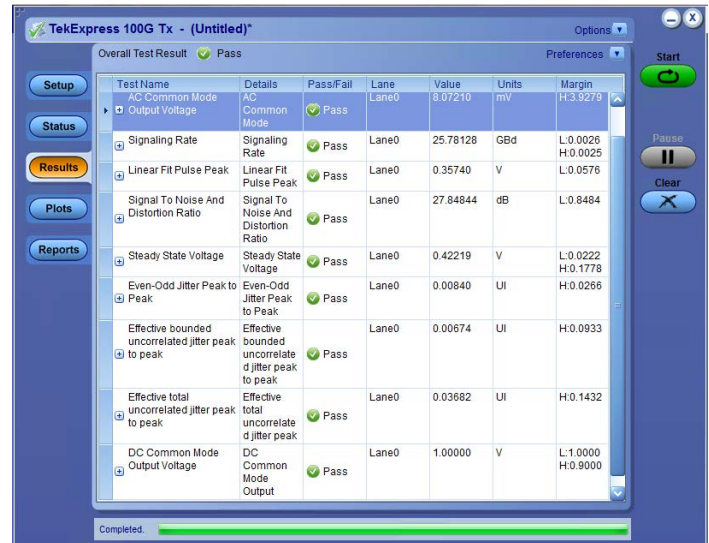 TekExpress 100G Tx - (Untitled)*
Options
Overall Test Result Pass
Preferences
Start
Setup
Status
Results
Plots
Reports
Pause
Clear
Test Name Details Pass/Fail Lane Value Units Margin
AC Common Mode Output Voltage AC Common Mode Pass Lane0 8.07210 mV H:3.9279
Signaling Rate Signaling Rate Pass Lane0 25.78128 GBd L:0.0026 H:0.0025
Linear Fit Pulse Peak Linear Fit Pulse Peak Pass Lane0 0.35740 V L:0.0576
Signal To Noise And Distortion Ratio Signal To Noise And Distortion Ratio Pass Lane0 27.84844 dB L:0.8484
Steady State Voltage Steady State Voltage Pass Lane0 0.42219 V L:0.0222 H:0.1778
Even-Odd Jitter Peak to Peak Even-Odd Jitter Peak to Peak Pass Lane0 0.00840 UI H:0.0266
Effective bounded uncorrelated jitter peak to peak Effective bounded uncorrelate d jitter peak to peak Pass Lane0 0.00674 UI H:0.0933
Effective total uncorrelated jitter peak to peak Effective total uncorrelate d jitter peak Pass Lane0 0.03682 UI H:0.1432
DC Common Mode Output Voltage DC Common Mode Output Pass Lane0 1.00000 V L:1.0000 H:0.9000
Completed.